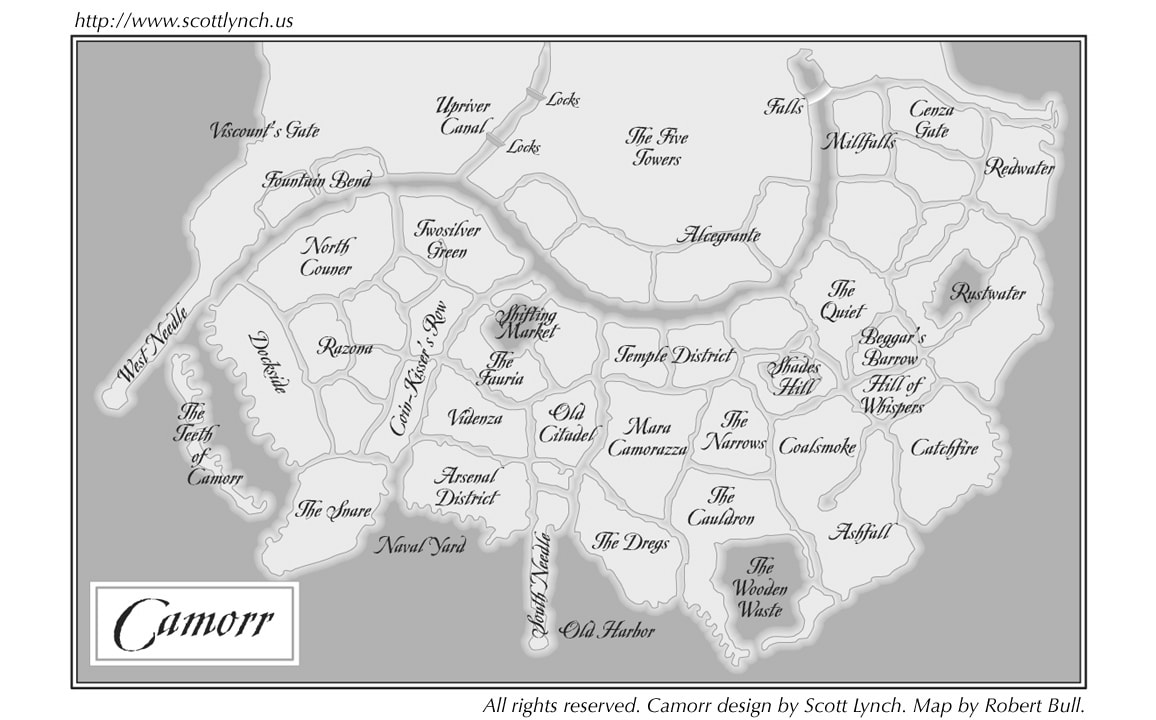 http://www.scottlynch.us
Viscount's Gate
Upriver
Canal
Locks
Locks
The Five
Towers
Falls
Millfalls
Cenza
Gate
Redwater
Fountain Bend
North
Couner
Twosilver
Green
Alcegrante
The
Quiet
Rustwater
West Needle
Dockside
Razona
Coin-Kisser's Row
Shifting
Market
The
Fauria
Temple District
Shades
Hill
Beggar's
Barrow
Hill of
Whispers
The
Teeth
of
Camorr
Videnza
Old
Citadel
Mara
Camorazza
The
Narrows
Coalsmoke
Catchfire
The Snare
Arsenal
District
Naval Yard
South Needle
The Dregs
The
Cauldron
Ashfall
The
Wooden
Waste
Old Harbor
Camorr
All rights reserved. Camorr design by Scott Lynch. Map by Robert Bull.